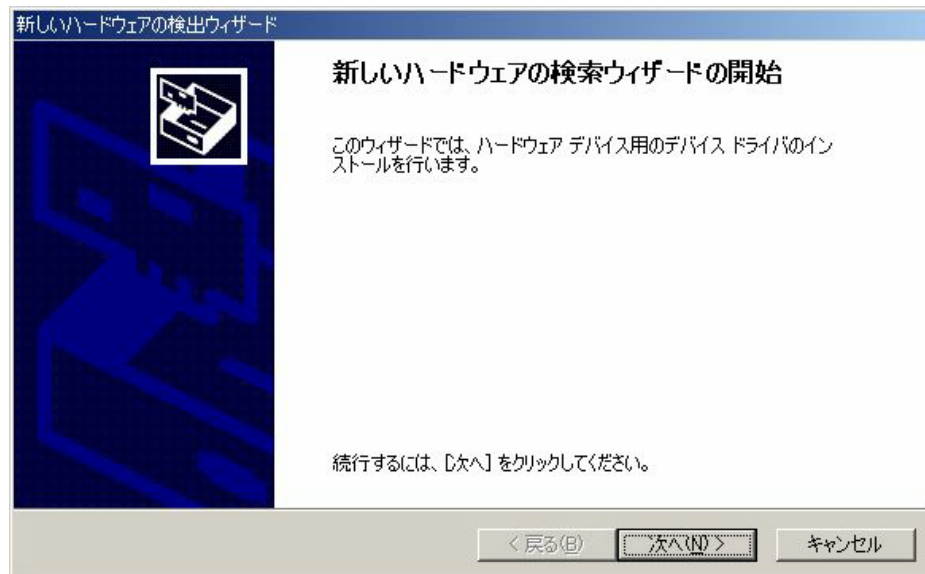 新しいハードウェアの検出ウィザード
新しいハードウェアの検索ウィザードの開始
このウィザードでは、ハードウェア デバイス用のデバイス ドライバのイン
ストールを行います。
続行するには、[次へ] をクリックしてください。
< 戻る(B)
次へ(N) >
キャンセル